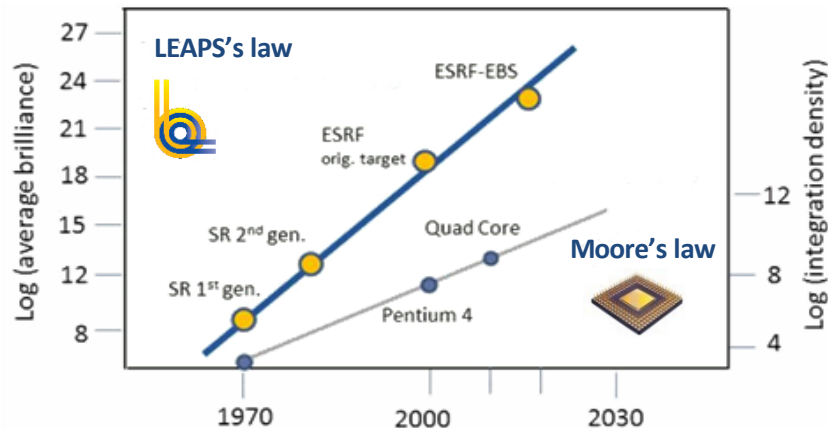 27
LEAPS's law
24
ESRF-EBS
21
ESRF
orig. target
18
12
15
Quad Core
SR 2nd gen.
Moore's law
12
8
SR 1st gen.
Pentium 4
8
4
1970
2000
2030
Log (average brilliance)
Log (integration density)